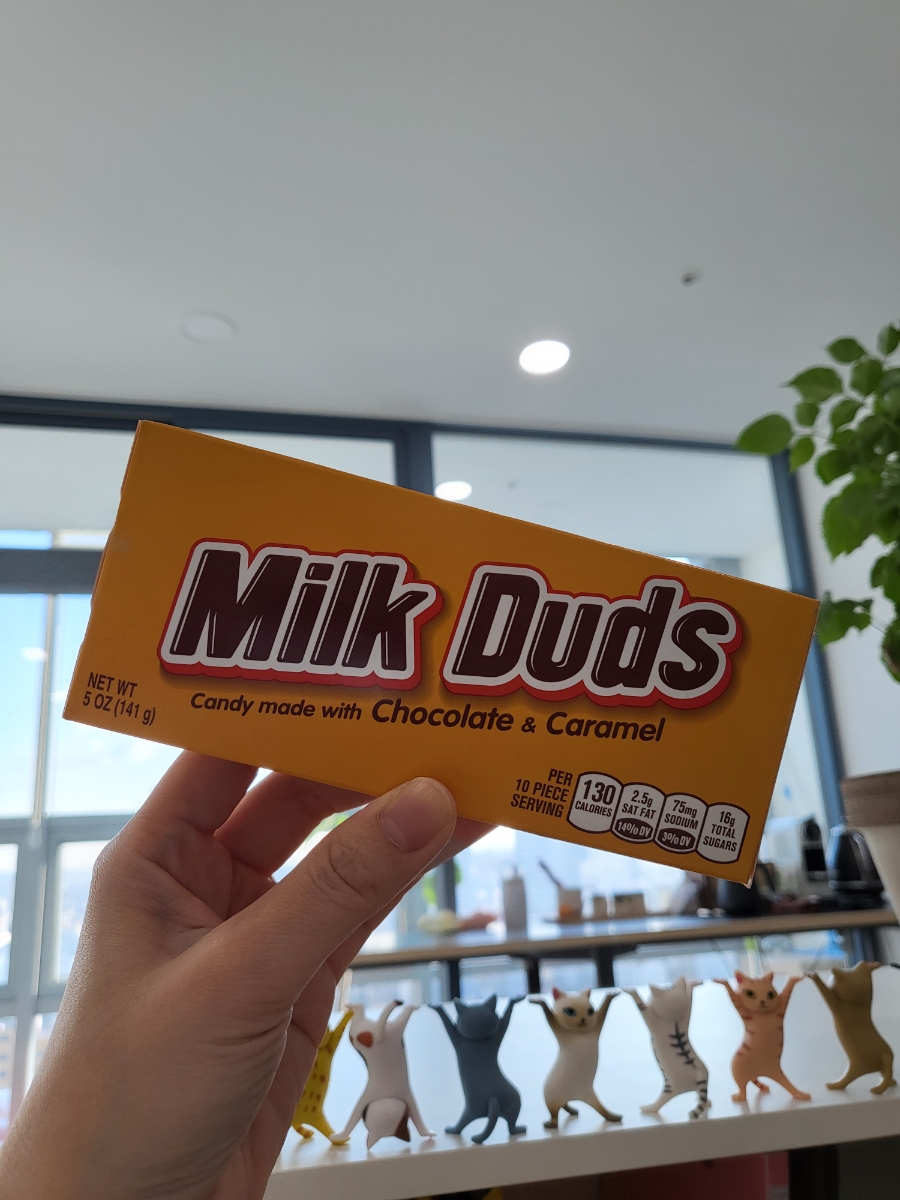 Milk Duds
NET WT
5 OZ (141 g)
Candy made with Chocolate & Caramel
PER
10 PIECE
SERVING
130
CALORIES
2.5g
SAT FAT
14% DV
75mg
SODIUM
3% DV
16g
TOTAL
SUGARS